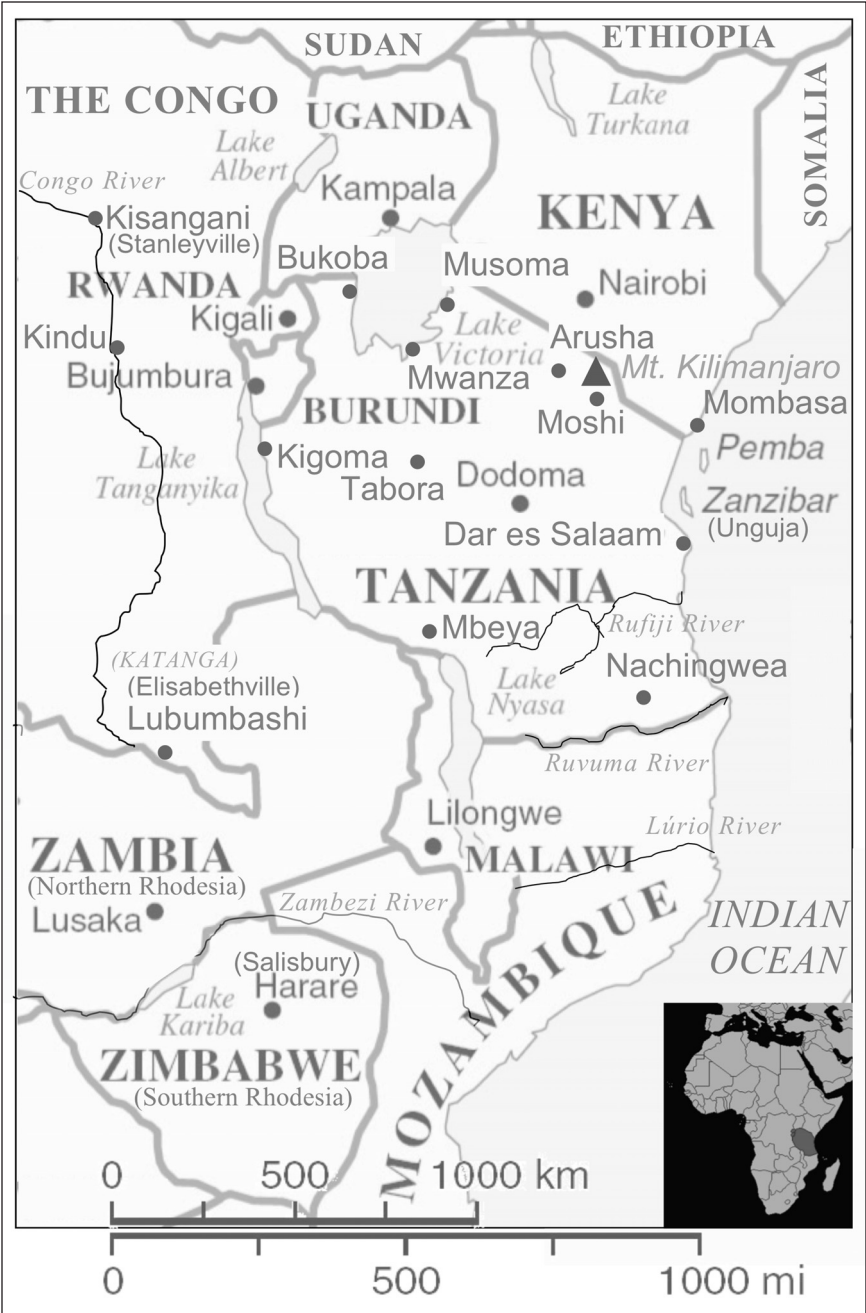 SUDAN
ETHIOPIA
THE CONGO
UGANDA
Lake
Turkana
SOMALIA
Lake
Albert
Congo River
Kampala
KENYA
Kisangani
(Stanleyville)
Bukoba
Musoma
RWANDA
Nairobi
Kigali
Lake
Victoria
Kindu
Arusha
Mt. Kilimanjaro
Bujumbura
Mwanza
Moshi
Mombasa
BURUNDI
Pemba
Kigoma
Tabora
Lake
Tanganyika
Dodoma
Zanzibar
(Unguja)
Dar es Salaam
TANZANIA
Mbeya
Rufiji River
(KATANGA)
(Elisabethville)
Lubumbashi
Lake
Nyasa
Nachingwea
Ruvuma River
Lilongwe
Lúrio River
ZAMBIA
(Northern Rhodesia)
Lusaka
MALAWI
Zambezi River
MOZAMBIQUE
INDIAN
OCEAN
(Salisbury)
Harare
Lake
Kariba
ZIMBABWE
(Southern Rhodesia)
0 500 1000 km
0 500 1000 mi